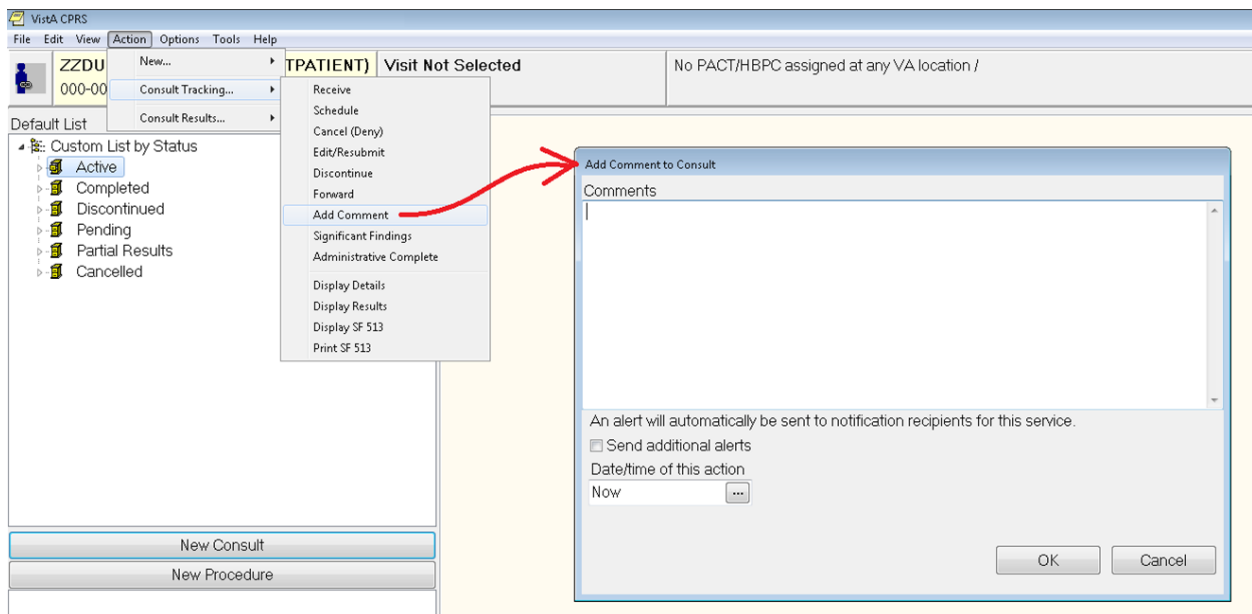 VistA CPRS
File Edit View Action Options Tools Help
ZZDU
000-00
New...
Consult Tracking...
Consult Results...
TPATIENT)
Visit Not Selected
No PACT/HBPC assigned at any VA location /
Receive
Schedule
Cancel (Deny)
Edit/Resubmit
Discontinue
Forward
Add Comment
Significant Findings
Administrative Complete
Display Details
Display Results
Display SF 513
Print SF 513
Default List
Custom List by Status
Active
Completed
Discontinued
Pending
Partial Results
Cancelled
New Consult
New Procedure
Add Comment to Consult
Comments
An alert will automatically be sent to notification recipients for this service.
Send additional alerts
Date/time of this action
Now ...
OK Cancel